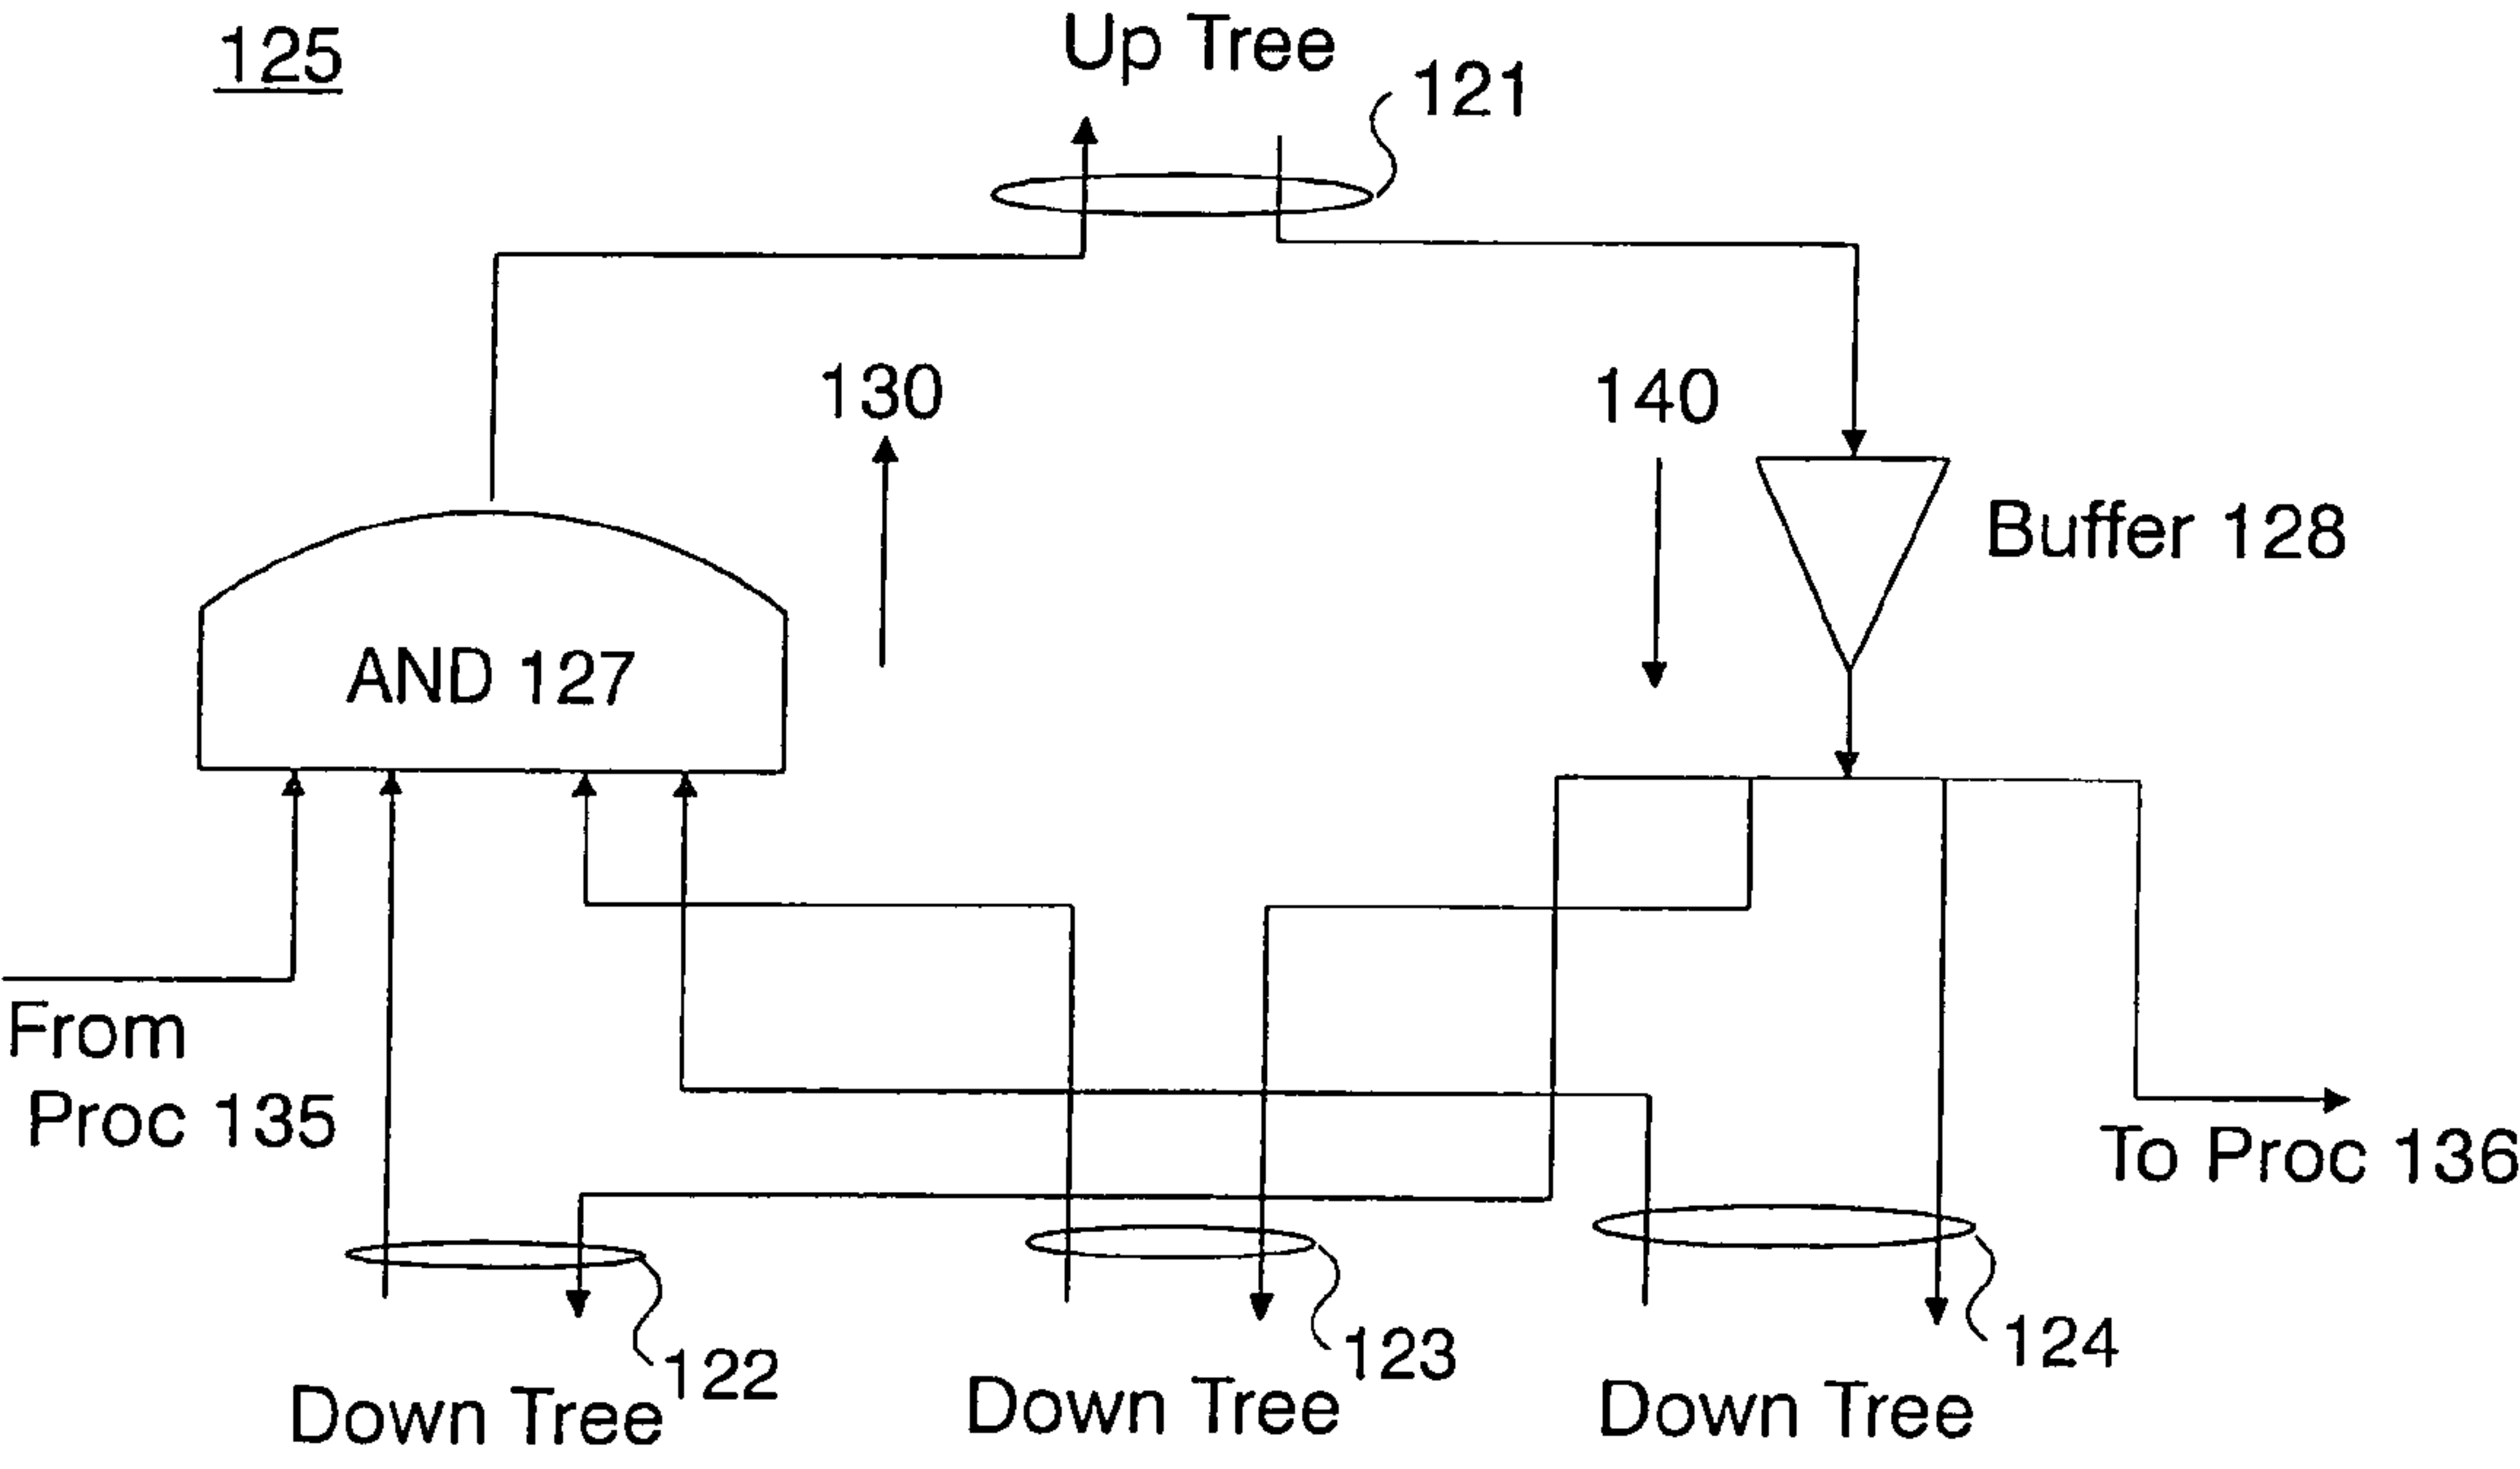 125
Up Tree
121
130
140
Buffer 128
AND 127
From
Proc 135
To Proc 136
122
123
124
Down Tree
Down Tree
Down Tree